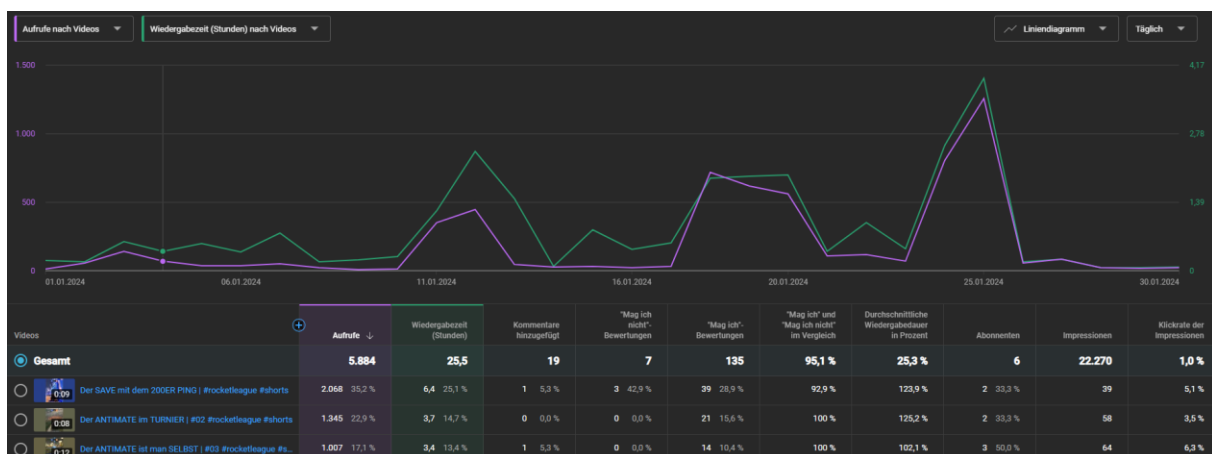 Aufrufe nach Videos
Wiedergabezeit (Stunden) nach Videos
Liniendiagramm
Täglich
1.500
4,17
1.000
2,78
500
1,39
0
0
01.01.2024
06.01.2024
11.01.2024
16.01.2024
20.01.2024
25.01.2024
30.01.2024
Videos
Aufrufe
Wiedergabezeit
(Stunden)
Kommentare
hinzugefügt
"Mag ich
nicht"-
Bewertungen
"Mag ich"-
Bewertungen
"Mag ich" und
"Mag ich nicht"
im Vergleich
Durchschnittliche
Wiedergabedauer
in Prozent
Abonnenten
Impressionen
Klickrate der
Impressionen
Gesamt 5.884 25,5 19 7 135 95,1 % 25,3 % 6 22.270 1,0 %
0:09 Der SAVE mit dem 200ER PING | #rocketleague #shorts 2.068 35,2 % 6,4 25,1 % 1 5,3 % 3 42,9 % 39 28,9 % 92,9 % 123,9 % 2 33,3 % 39 5,1 %
0:08 Der ANTIMATE im TURNIER | #02 #rocketleague #shorts 1.345 22,9 % 3,7 14,7 % 0 0,0 % 0 0,0 % 21 15,6 % 100 % 125,2 % 2 33,3 % 58 3,5 %
0:12 Der ANTIMATE ist man SELBST | #03 #rocketleague #s... 1.007 17,1 % 3,4 13,4 % 1 5,3 % 0 0,0 % 14 10,4 % 100 % 102,1 % 3 50,0 % 64 6,3 %